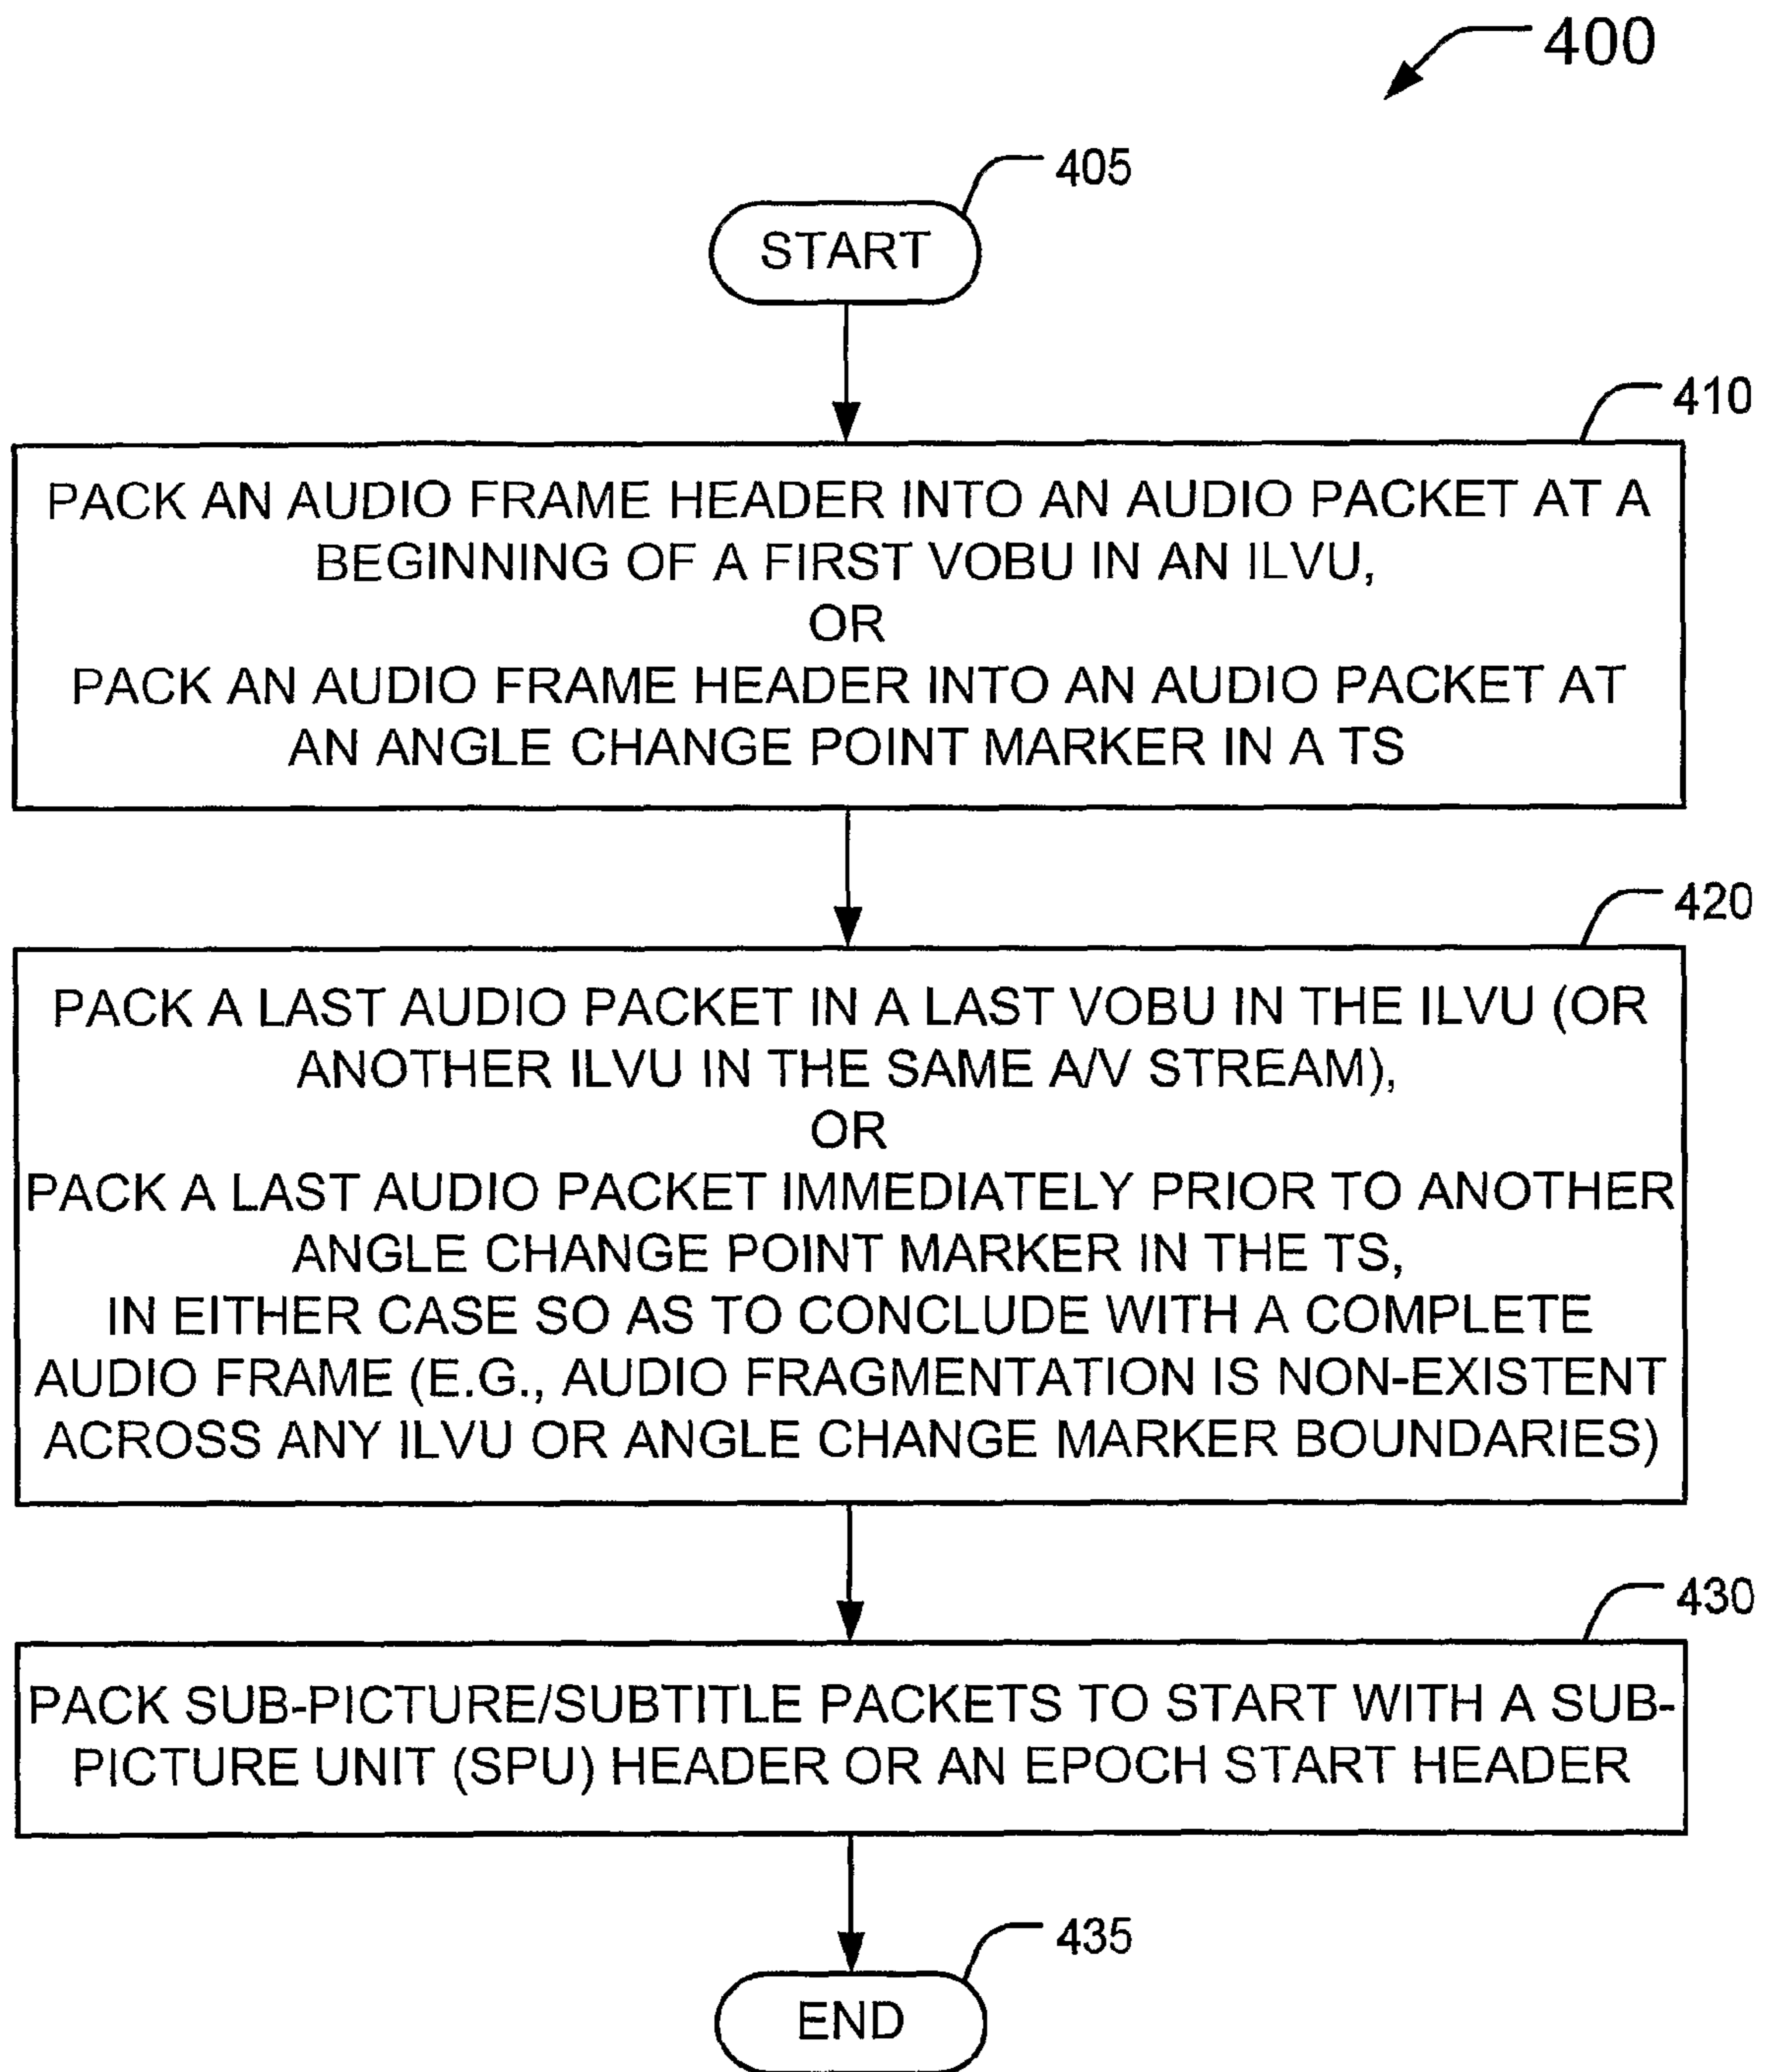 400
405
START
410
PACK AN AUDIO FRAME HEADER INTO AN AUDIO PACKET AT A
BEGINNING OF A FIRST VOBU IN AN ILVU,
OR
PACK AN AUDIO FRAME HEADER INTO AN AUDIO PACKET AT
AN ANGLE CHANGE POINT MARKER IN A TS
420
PACK A LAST AUDIO PACKET IN A LAST VOBU IN THE ILVU (OR
ANOTHER ILVU IN THE SAME A/V STREAM),
OR
PACK A LAST AUDIO PACKET IMMEDIATELY PRIOR TO ANOTHER
ANGLE CHANGE POINT MARKER IN THE TS,
IN EITHER CASE SO AS TO CONCLUDE WITH A COMPLETE
AUDIO FRAME (E.G., AUDIO FRAGMENTATION IS NON-EXISTENT
ACROSS ANY ILVU OR ANGLE CHANGE MARKER BOUNDARIES)
430
PACK SUB-PICTURE/SUBTITLE PACKETS TO START WITH A SUB-
PICTURE UNIT (SPU) HEADER OR AN EPOCH START HEADER
435
END